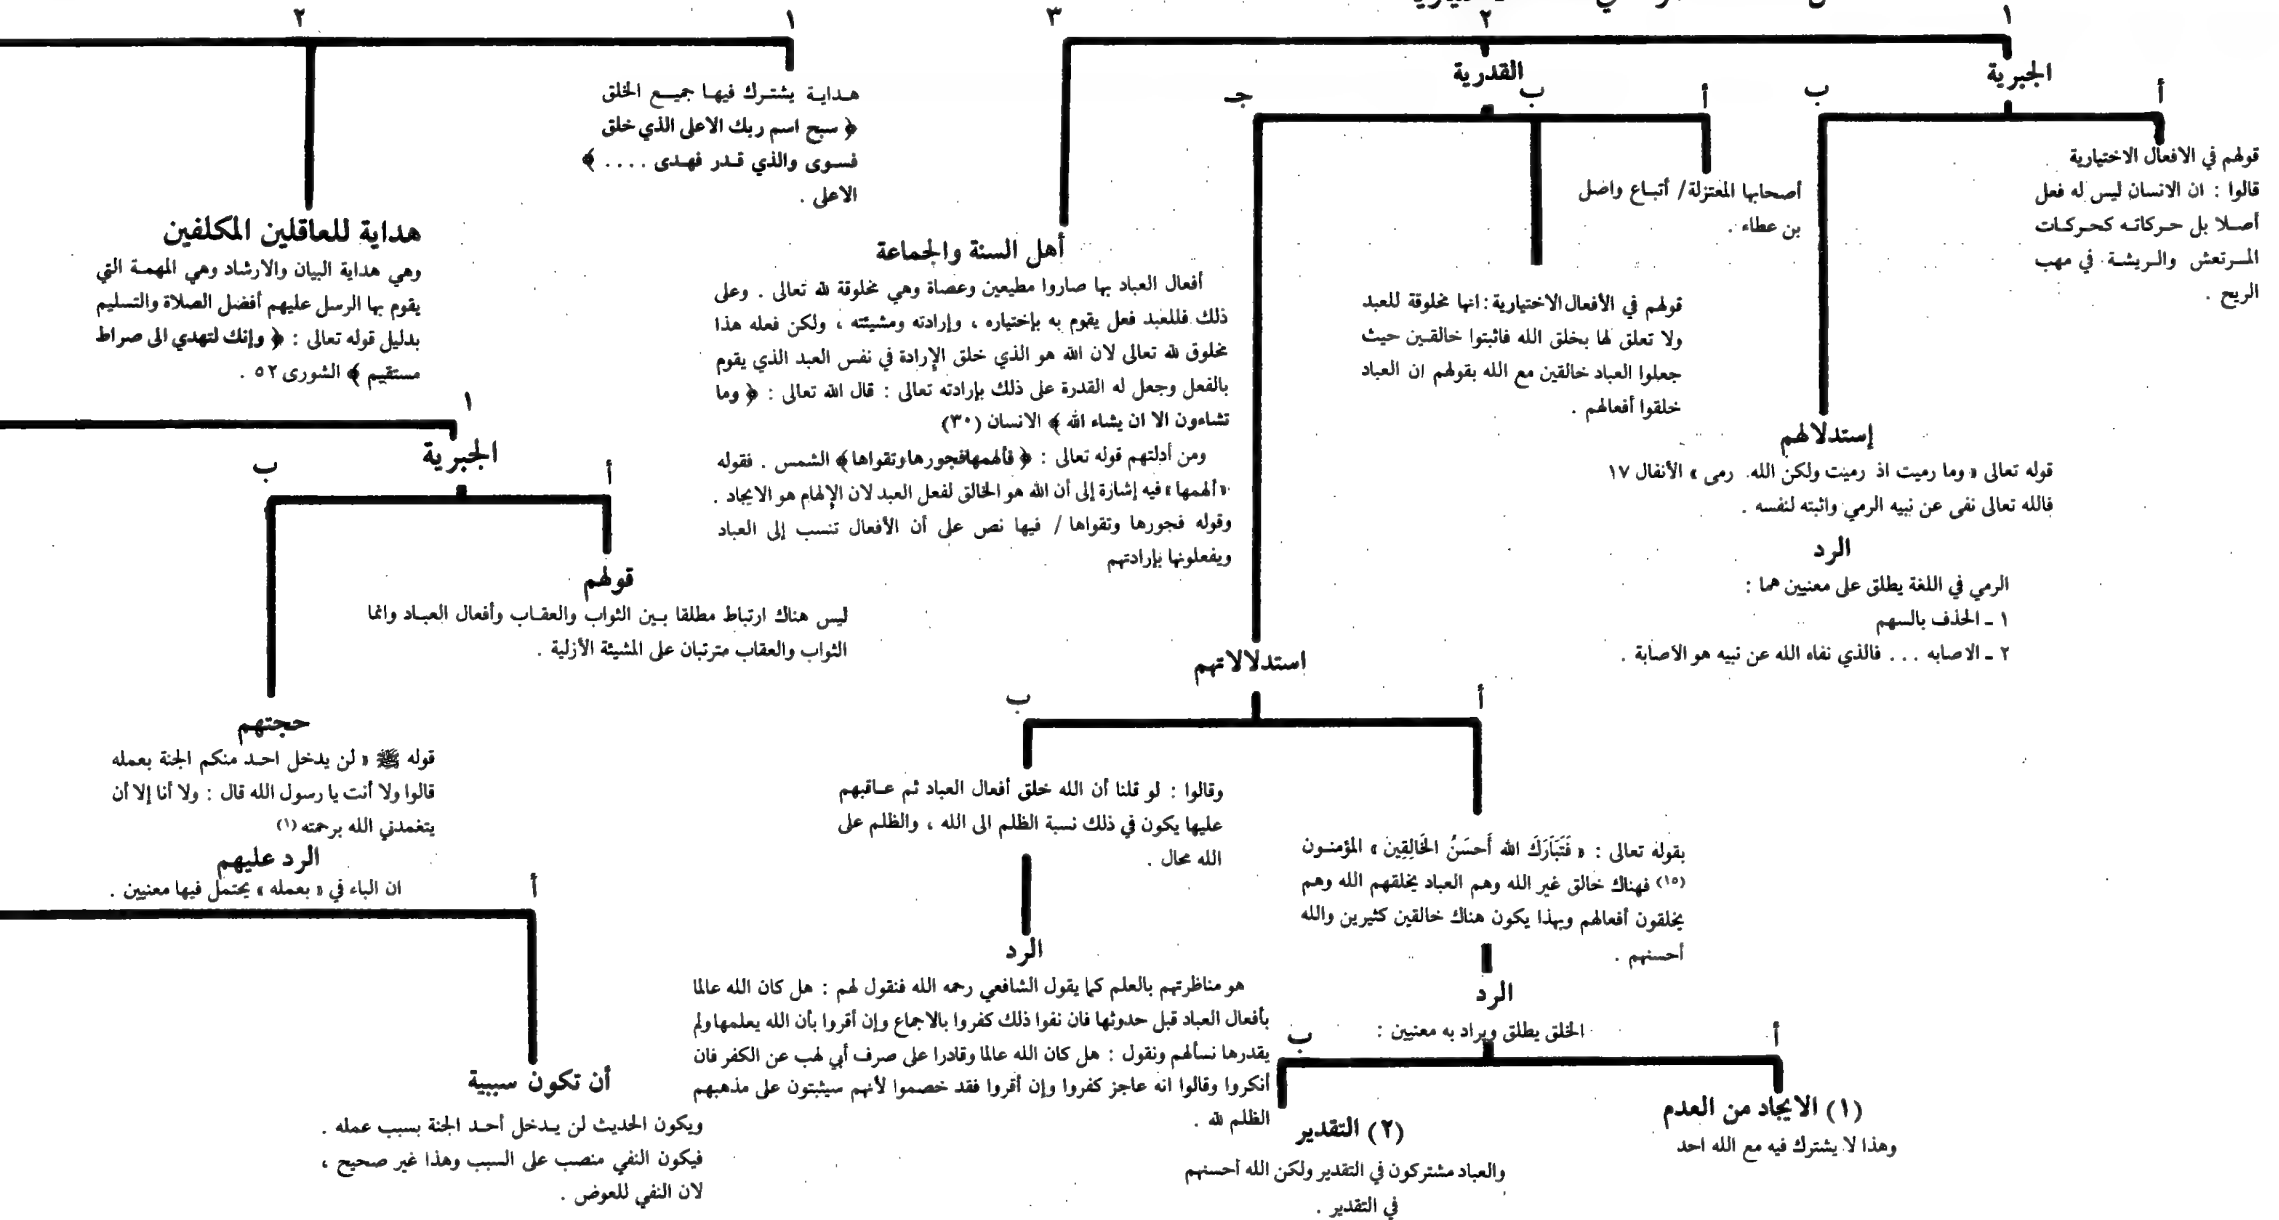 ١
٢
٣
الجبرية
أ
ب
قولهم في الافعال الاختيارية
قالوا : ان الانسان ليس له فعل
أصلا بل حركاته كحركات
المرتعش والريشة في مهب
الريح .
إستدلالهم
قوله تعالى « وما رميت اذ رميت ولكن الله رمى » الأنفال ١٧
فالله تعالى نفى عن نبيه الرمي واثبته لنفسه .
الرد
الرمي في اللغة يطلق على معنيين هما :
١ ـ الحذف بالسهم
٢ ـ الاصابه ... فالذي نفاه الله عن نبيه هو الاصابة .
القدرية
أ
ب
جـ
أصحابها المعتزلة / أتباع واصل
بن عطاء .
قولهم في الأفعال الاختيارية : انها مخلوقة للعبد
ولا تعلق لها بخلق الله فاثبتوا خالقين حيث
جعلوا العباد خالقين مع الله بقولهم ان العباد
خلقوا أفعالهم .
استدلالاتهم
أ
ب
بقوله تعالى : « فَتَبَارَكَ الله أَحسَنُ الخَالِقِين » المؤمنون
(١٥) فهناك خالق غير الله وهم العباد يخلقهم الله وهم
يخلقون أفعالهم وبهذا يكون هناك خالقين كثيرين والله
أحسنهم .
الرد
الخلق يطلق ويراد به معنيين :
أ
ب
(١) الايجاد من العدم
وهذا لا يشترك فيه مع الله احد
(٢) التقدير
والعباد مشتركون في التقدير ولكن الله أحسنهم
في التقدير .
وقالوا : لو قلنا أن الله خلق أفعال العباد ثم عاقبهم
عليها يكون في ذلك نسبة الظلم الى الله ، والظلم على
الله محال .
الرد
هو مناظرتهم بالعلم كما يقول الشافعي رحمه الله فنقول لهم : هل كان الله عالما
بأفعال العباد قبل حدوثها فان نفوا ذلك كفروا بالاجماع وإن أقروا بأن الله يعلمها ولم
يقدرها نسألهم ونقول : هل كان الله عالما وقادرا على صرف أبي لهب عن الكفر فان
أنكروا وقالوا انه عاجز كفروا وإن أقروا فقد خصموا لأنهم سيثبتون على مذهبهم
الظلم لله .
أهل السنة والجماعة
أفعال العباد بها صاروا مطيعين وعصاة وهي مخلوقة لله تعالى . وعلى
ذلك فللعبد فعل يقوم به بإختياره ، وإرادته ومشيئته ، ولكن فعله هذا
مخلوق لله تعالى لان الله هو الذي خلق الإرادة في نفس العبد الذي يقوم
بالفعل وجعل له القدرة على ذلك بإرادته تعالى : قال الله تعالى : ﴿ وما
تشاءون الا ان يشاء الله ﴾ الانسان (٣٠)
ومن أدلتهم قوله تعالى : ﴿ فألهمها فجورها وتقواها ﴾ الشمس . فقوله
« ألهمها » فيه إشارة إلى أن الله هو الخالق لفعل العبد لان الإلهام هو الايجاد .
وقوله فجورها وتقواها / فيها نص على أن الأفعال تنسب إلى العباد
ويفعلونها بإرادتهم
١
٢
هداية يشترك فيها جميع الخلق
﴿ سبح اسم ربك الاعلى الذي خلق
فسوى والذي قدر فهدى .... ﴾
الاعلى .
هداية للعاقلين المكلفين
وهي هداية البيان والارشاد وهي المهمة التي
يقوم بها الرسل عليهم أفضل الصلاة والتسليم
بدليل قوله تعالى : ﴿ وإنك لتهدي الى صراط
مستقيم ﴾ الشورى ٥٢ .
١
الجبرية
أ
ب
قولهم
ليس هناك ارتباط مطلقا بين الثواب والعقاب وأفعال العباد وانما
الثواب والعقاب مترتبان على المشيئة الأزلية .
حجتهم
قوله ﷺ « لن يدخل احد منكم الجنة بعمله
قالوا ولا أنت يا رسول الله قال : ولا أنا إلا أن
يتغمدني الله برحمته (١)
الرد عليهم
ان الباء في « بعمله » يحتمل فيها معنيين .
أ
أن تكون سببية
ويكون الحديث لن يدخل أحد الجنة بسبب عمله .
فيكون النفي منصب على السبب وهذا غير صحيح ،
لان النفي للعوض .